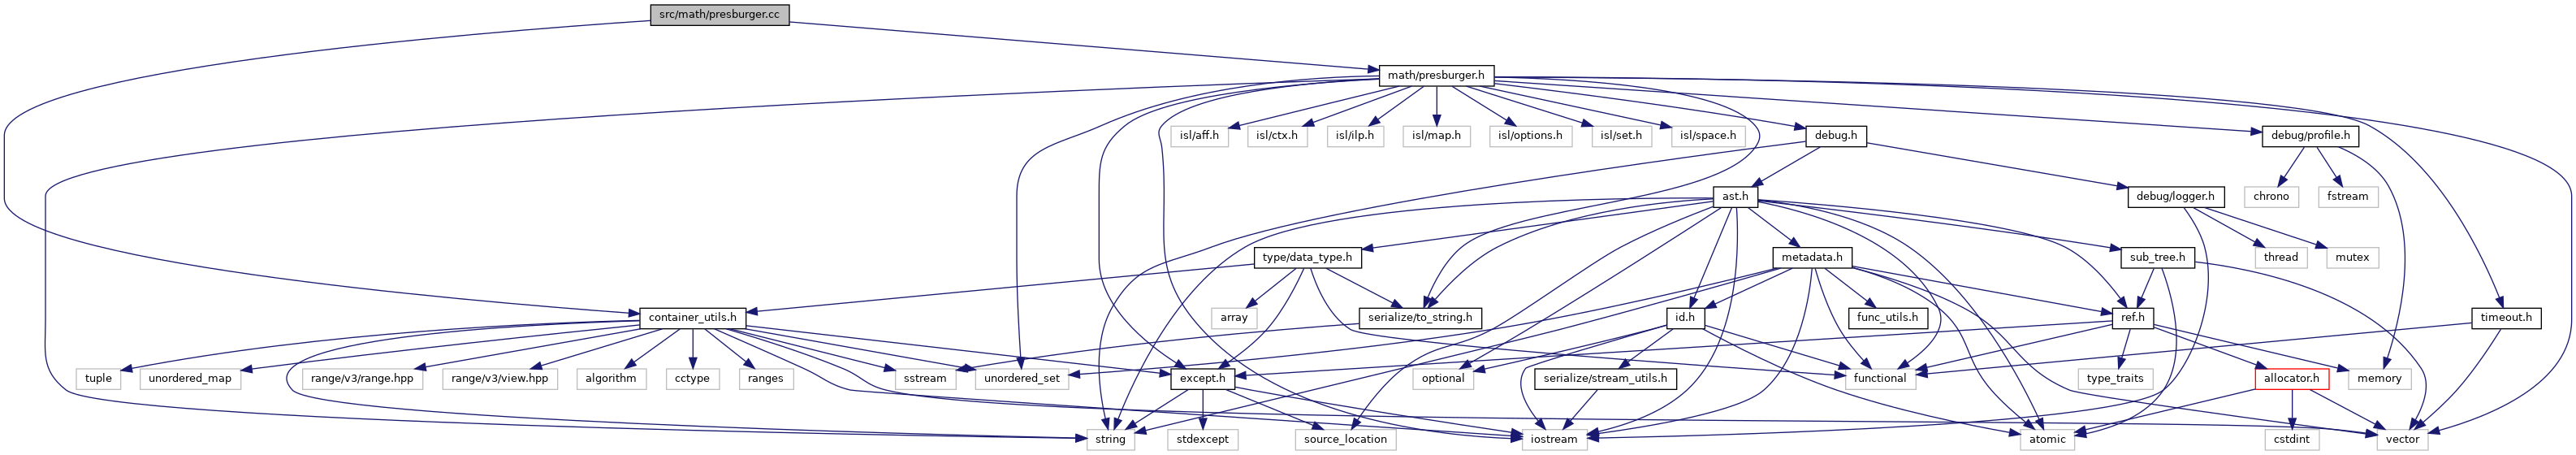 src/math/presburger.cc
math/presburger.h
isl/aff.h
isl/ctx.h
isl/ilp.h
isl/map.h
isl/options.h
isl/set.h
isl/space.h
debug.h
debug/profile.h
ast.h
debug/logger.h
chrono
fstream
type/data_type.h
metadata.h
sub_tree.h
thread
mutex
container_utils.h
array
serialize/to_string.h
id.h
func_utils.h
ref.h
timeout.h
tuple
unordered_map
range/v3/range.hpp
range/v3/view.hpp
algorithm
cctype
ranges
sstream
unordered_set
except.h
optional
serialize/stream_utils.h
functional
type_traits
allocator.h
memory
string
stdexcept
source_location
iostream
atomic
cstdint
vector